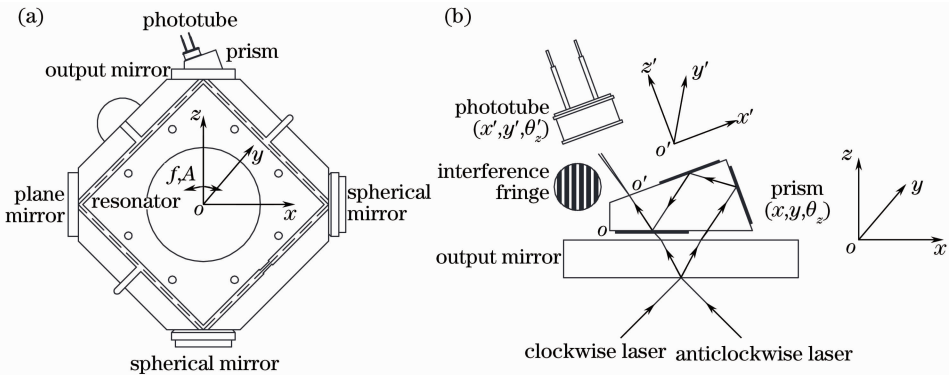 (a)
phototube
prism
output mirror
z
y
f,A
plane
mirror
resonator
o
x
spherical
mirror
spherical mirror
(b)
phototube
(x′,y′,θ′z)
z′
y′
x′
o′
interference
fringe
o′
prism
(x,y,θz)
o
output mirror
z
y
o
x
clockwise laser
anticlockwise laser